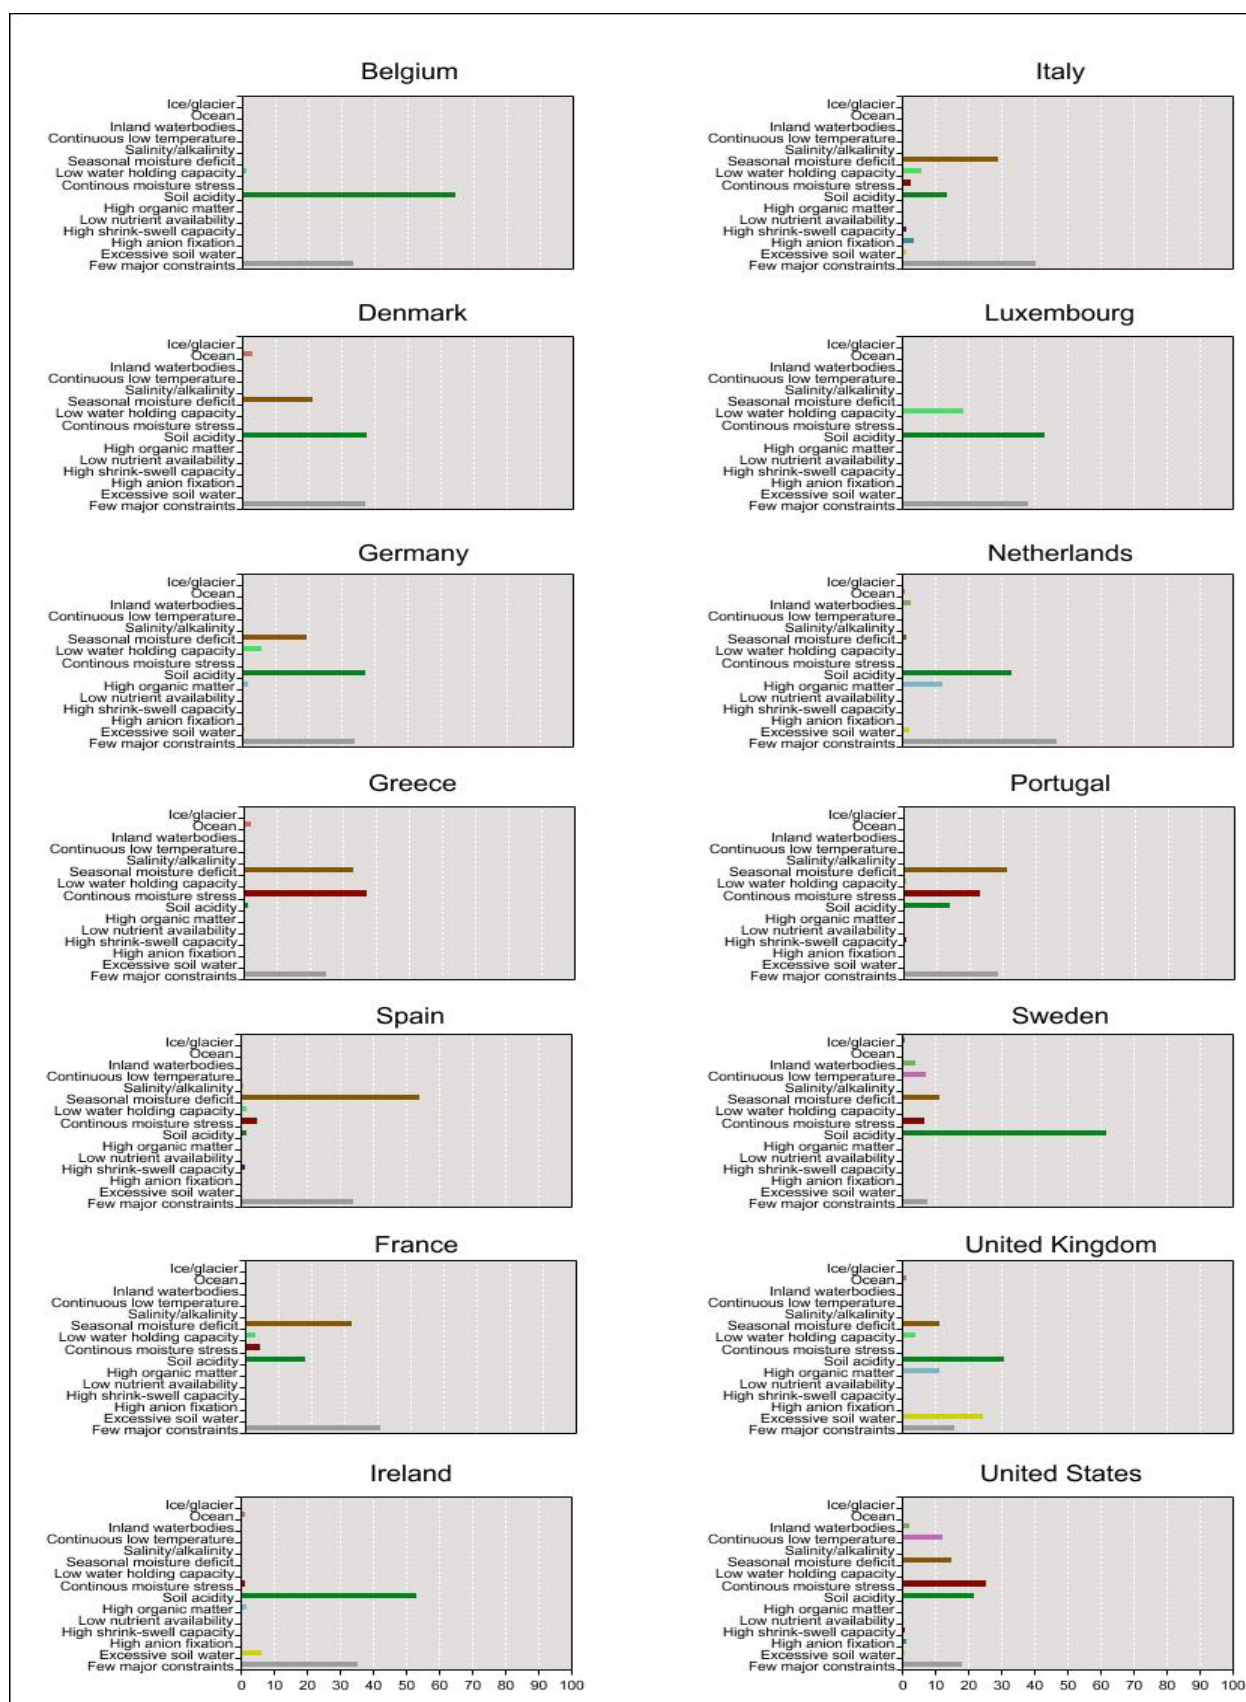 Belgium
Ice/glacier
Ocean
Inland waterbodies
Continuous low temperature
Salinity/alkalinity
Seasonal moisture deficit
Low water holding capacity
Continous moisture stress
Soil acidity
High organic matter
Low nutrient availability
High shrink-swell capacity
High anion fixation
Excessive soil water
Few major constraints
Italy
Ice/glacier
Ocean
Inland waterbodies
Continuous low temperature
Salinity/alkalinity
Seasonal moisture deficit
Low water holding capacity
Continous moisture stress
Soil acidity
High organic matter
Low nutrient availability
High shrink-swell capacity
High anion fixation
Excessive soil water
Few major constraints
Denmark
Ice/glacier
Ocean
Inland waterbodies
Continuous low temperature
Salinity/alkalinity
Seasonal moisture deficit
Low water holding capacity
Continous moisture stress
Soil acidity
High organic matter
Low nutrient availability
High shrink-swell capacity
High anion fixation
Excessive soil water
Few major constraints
Luxembourg
Ice/glacier
Ocean
Inland waterbodies
Continuous low temperature
Salinity/alkalinity
Seasonal moisture deficit
Low water holding capacity
Continous moisture stress
Soil acidity
High organic matter
Low nutrient availability
High shrink-swell capacity
High anion fixation
Excessive soil water
Few major constraints
Germany
Ice/glacier
Ocean
Inland waterbodies
Continuous low temperature
Salinity/alkalinity
Seasonal moisture deficit
Low water holding capacity
Continous moisture stress
Soil acidity
High organic matter
Low nutrient availability
High shrink-swell capacity
High anion fixation
Excessive soil water
Few major constraints
Netherlands
Ice/glacier
Ocean
Inland waterbodies
Continuous low temperature
Salinity/alkalinity
Seasonal moisture deficit
Low water holding capacity
Continous moisture stress
Soil acidity
High organic matter
Low nutrient availability
High shrink-swell capacity
High anion fixation
Excessive soil water
Few major constraints
Greece
Ice/glacier
Ocean
Inland waterbodies
Continuous low temperature
Salinity/alkalinity
Seasonal moisture deficit
Low water holding capacity
Continous moisture stress
Soil acidity
High organic matter
Low nutrient availability
High shrink-swell capacity
High anion fixation
Excessive soil water
Few major constraints
Portugal
Ice/glacier
Ocean
Inland waterbodies
Continuous low temperature
Salinity/alkalinity
Seasonal moisture deficit
Low water holding capacity
Continous moisture stress
Soil acidity
High organic matter
Low nutrient availability
High shrink-swell capacity
High anion fixation
Excessive soil water
Few major constraints
Spain
Ice/glacier
Ocean
Inland waterbodies
Continuous low temperature
Salinity/alkalinity
Seasonal moisture deficit
Low water holding capacity
Continous moisture stress
Soil acidity
High organic matter
Low nutrient availability
High shrink-swell capacity
High anion fixation
Excessive soil water
Few major constraints
Sweden
Ice/glacier
Ocean
Inland waterbodies
Continuous low temperature
Salinity/alkalinity
Seasonal moisture deficit
Low water holding capacity
Continous moisture stress
Soil acidity
High organic matter
Low nutrient availability
High shrink-swell capacity
High anion fixation
Excessive soil water
Few major constraints
France
Ice/glacier
Ocean
Inland waterbodies
Continuous low temperature
Salinity/alkalinity
Seasonal moisture deficit
Low water holding capacity
Continous moisture stress
Soil acidity
High organic matter
Low nutrient availability
High shrink-swell capacity
High anion fixation
Excessive soil water
Few major constraints
United Kingdom
Ice/glacier
Ocean
Inland waterbodies
Continuous low temperature
Salinity/alkalinity
Seasonal moisture deficit
Low water holding capacity
Continous moisture stress
Soil acidity
High organic matter
Low nutrient availability
High shrink-swell capacity
High anion fixation
Excessive soil water
Few major constraints
Ireland
Ice/glacier
Ocean
Inland waterbodies
Continuous low temperature
Salinity/alkalinity
Seasonal moisture deficit
Low water holding capacity
Continous moisture stress
Soil acidity
High organic matter
Low nutrient availability
High shrink-swell capacity
High anion fixation
Excessive soil water
Few major constraints
0 10 20 30 40 50 60 70 80 90 100
United States
Ice/glacier
Ocean
Inland waterbodies
Continuous low temperature
Salinity/alkalinity
Seasonal moisture deficit
Low water holding capacity
Continous moisture stress
Soil acidity
High organic matter
Low nutrient availability
High shrink-swell capacity
High anion fixation
Excessive soil water
Few major constraints
0 10 20 30 40 50 60 70 80 90 100